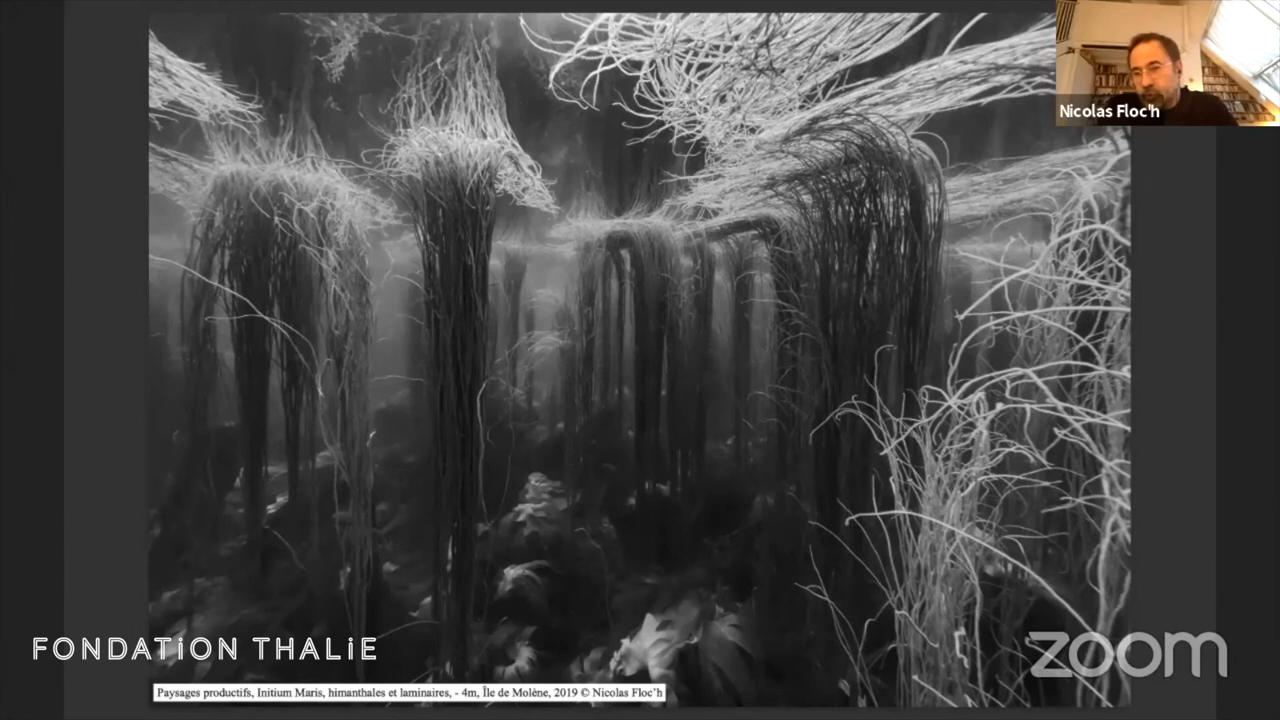 Nicolas Floc'h
FONDATiON THALiE
zoom
Paysages productifs, Initium Maris, himanthales et laminaires, - 4m, Île de Molène, 2019 © Nicolas Floc'h